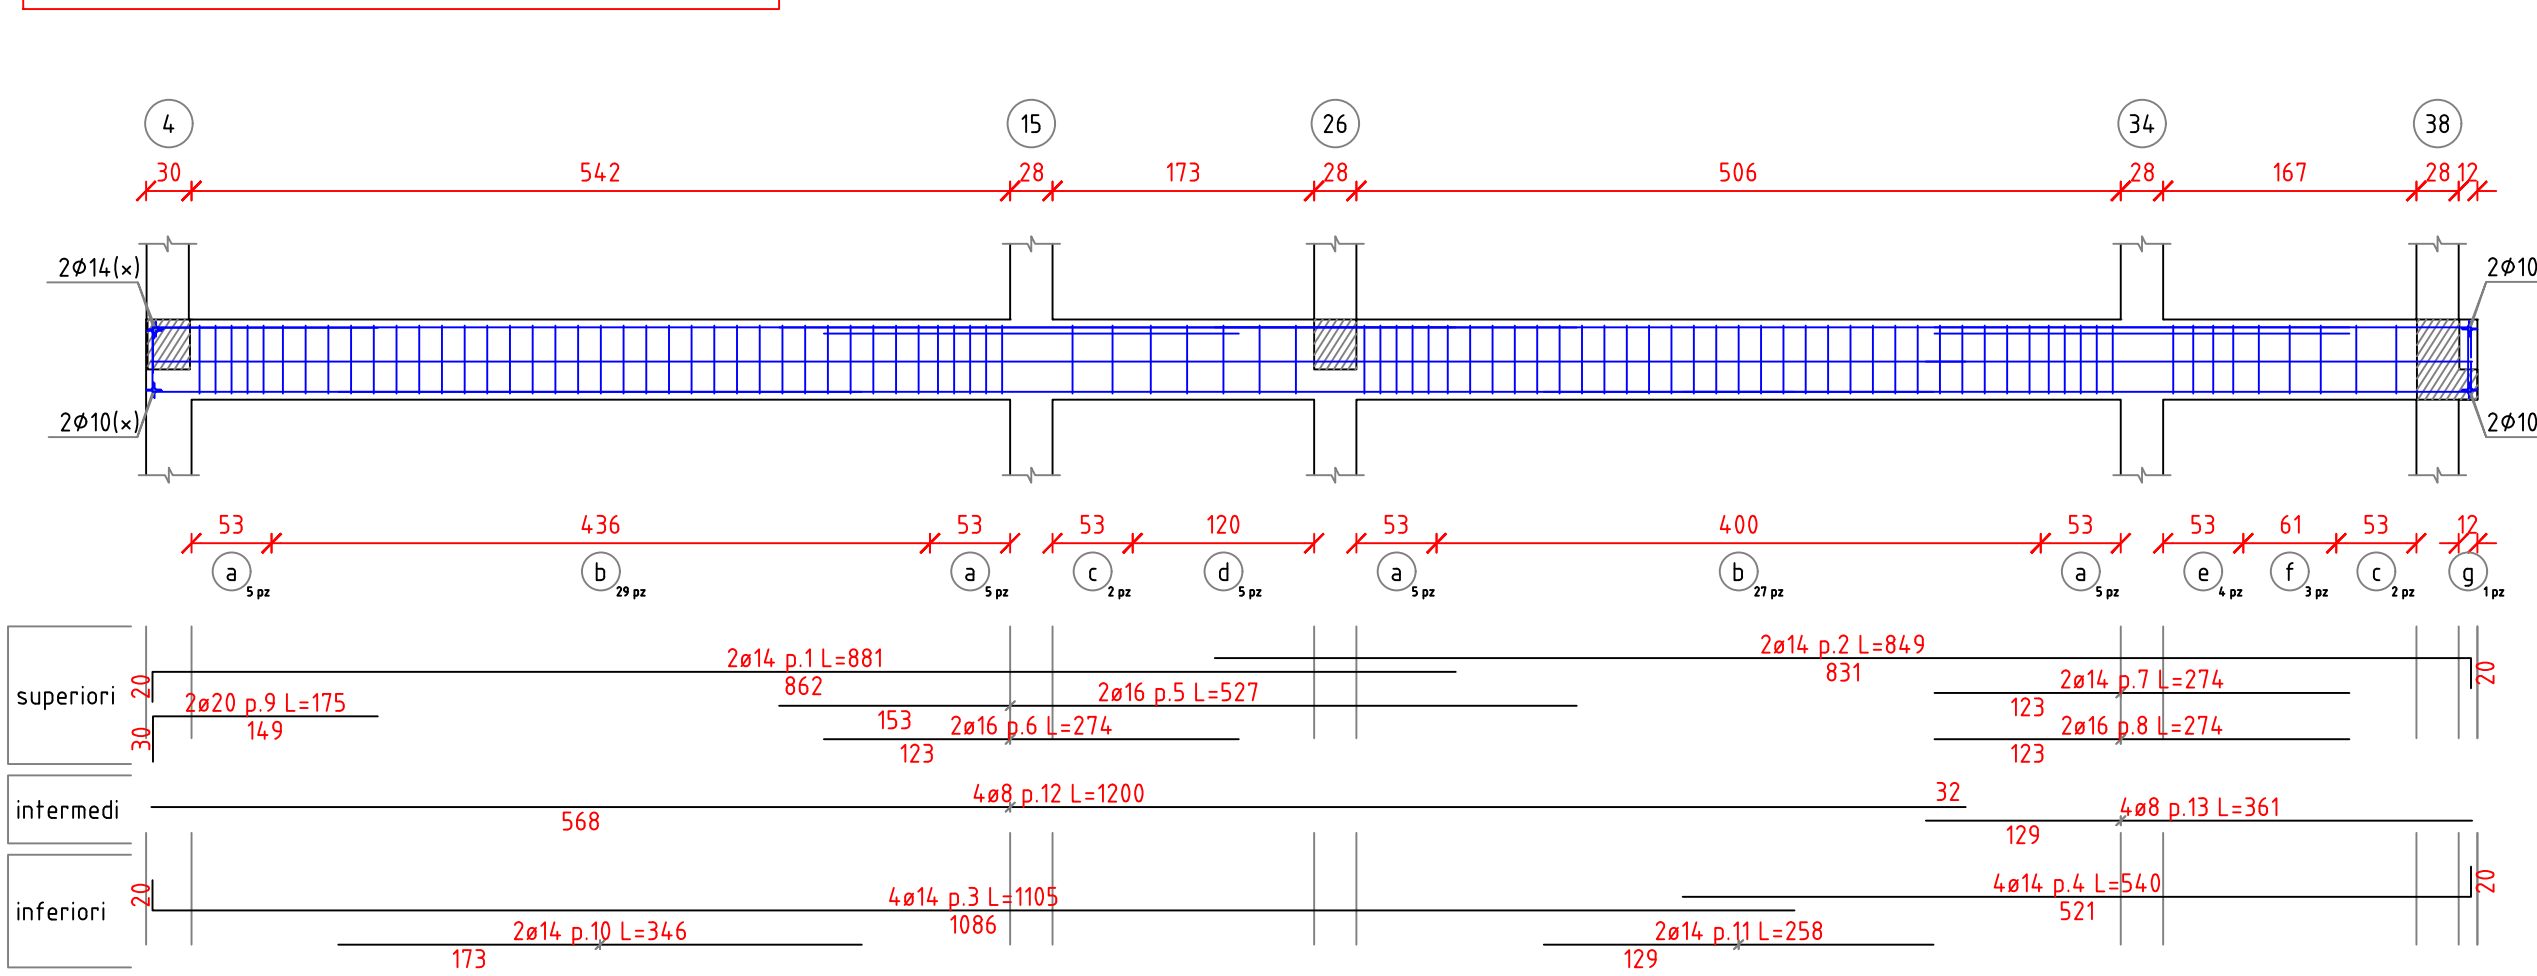 4 15 26 34 38
30 542 28 173 28 506 28 167 28 12
2Φ14(x) 2Φ10
2Φ10(x) 2Φ10
53 436 53 53 120 53 400 53 53 61 53 12
a 5 pz b 29 pz a 5 pz c 2 pz d 5 pz a 5 pz b 27 pz a 5 pz e 4 pz f 3 pz c 2 pz g 1 pz
superiori
2ø14 p.1 L=881
862
20
2ø14 p.2 L=849
831
20
2ø20 p.9 L=175
149
30
2ø16 p.5 L=527
153
2ø14 p.7 L=274
123
2ø16 p.6 L=274
123
2ø16 p.8 L=274
123
intermedi
4ø8 p.12 L=1200
568
32
4ø8 p.13 L=361
129
inferiori
20
4ø14 p.3 L=1105
1086
4ø14 p.4 L=540
521
20
2ø14 p.10 L=346
173
2ø14 p.11 L=258
129